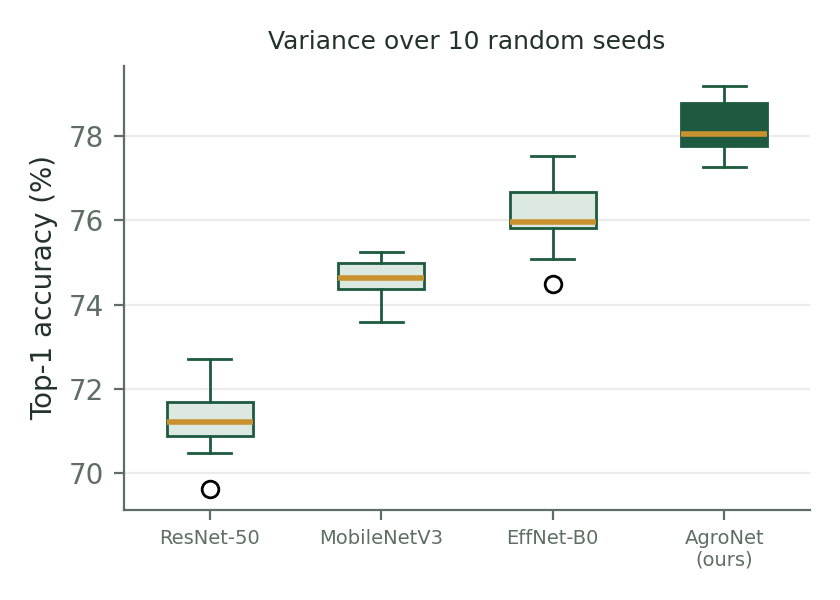 Variance over 10 random seeds
Top-1 accuracy (%)
78
76
74
72
70
ResNet-50
MobileNetV3
EffNet-B0
AgroNet
(ours)